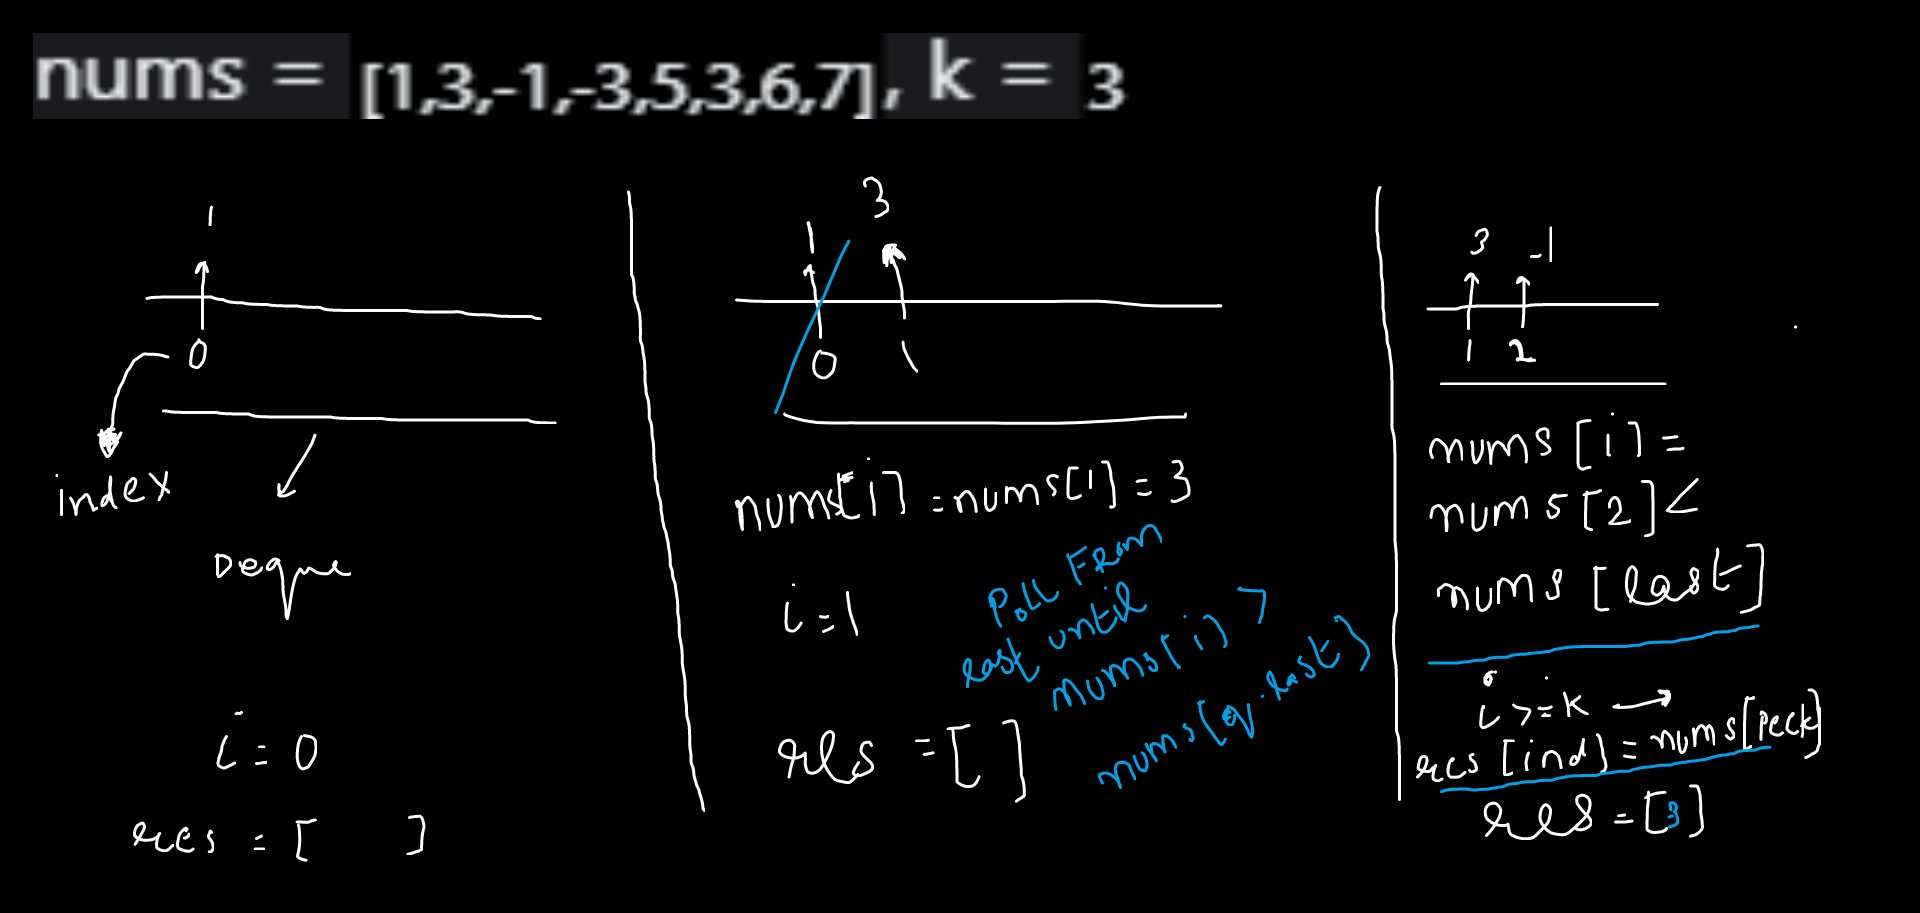 nums = [1,3,-1,-3,5,3,6,7], k = 3
1
0
index
Deque
i = 0
res = [ ]
1 3
0 1
nums[i] = nums[1] = 3
i = 1
Poll From
last until
nums[i] >
nums[q.last]
res = [ ]
3 -1
1 2
nums[i] =
nums[2] <
nums[last]
i >= k →
res[ind] = nums[peek]
res = [3]